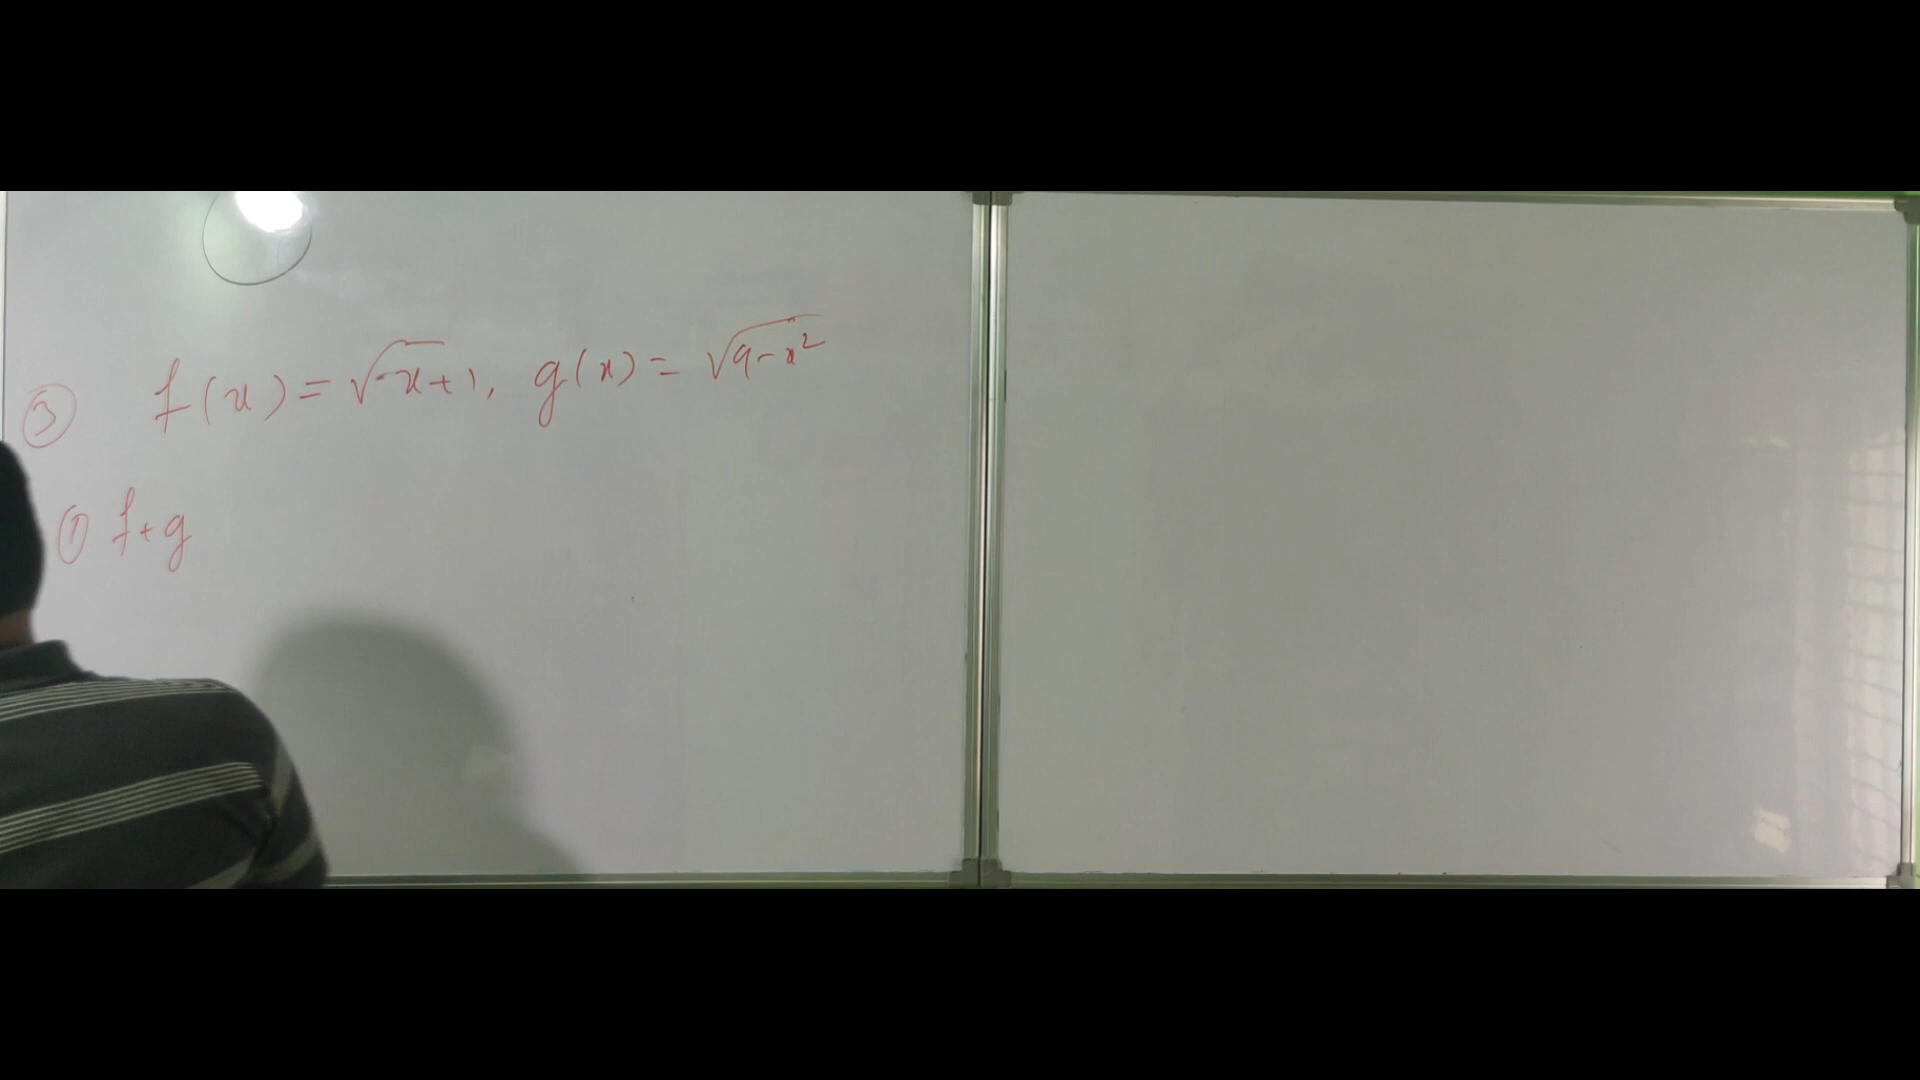 ③ f(x) = √-x+1, g(x) = √9-x²
① f+g